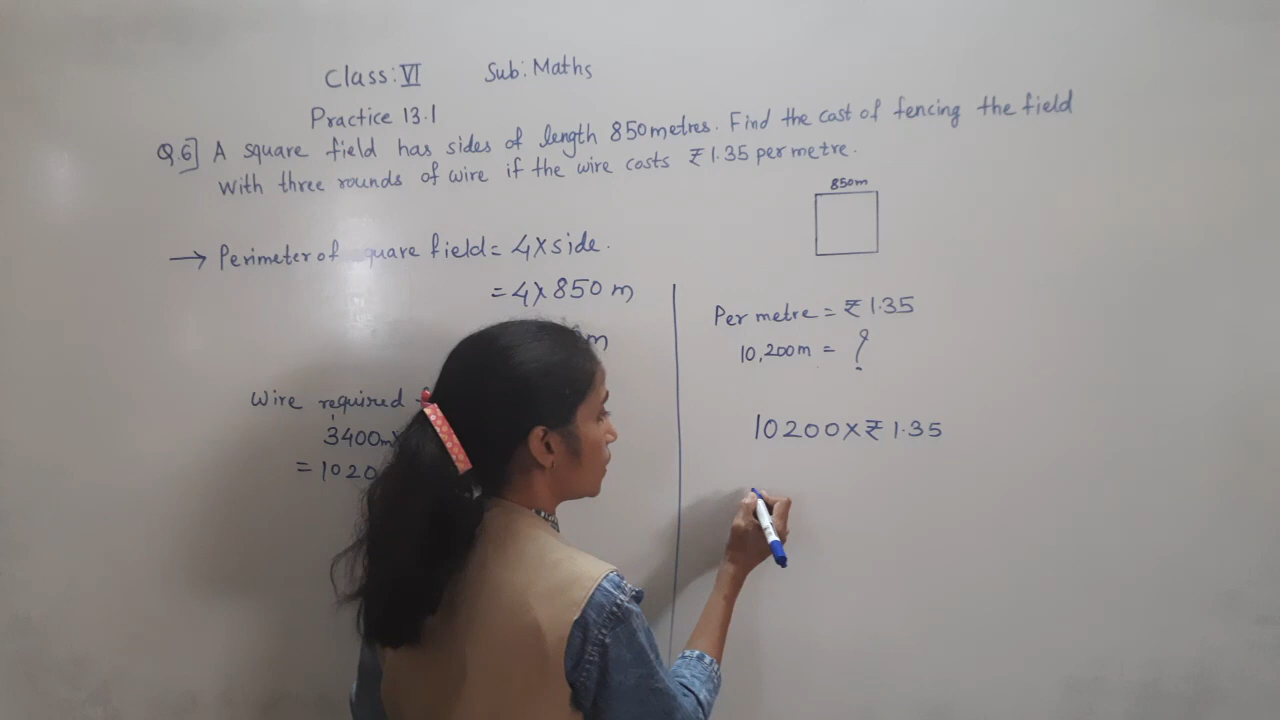 Class: VI Sub: Maths
Practice 13.1
Q.6] A square field has sides of length 850 metres. Find the cost of fencing the field
with three rounds of wire if the wire costs ₹1.35 per metre.
850m
→ Perimeter of square field = 4 X side.
= 4 X 850 m
m
Wire required
3400m X
= 1020
Per metre = ₹ 1.35
10,200m = ?
10200 X ₹ 1.35